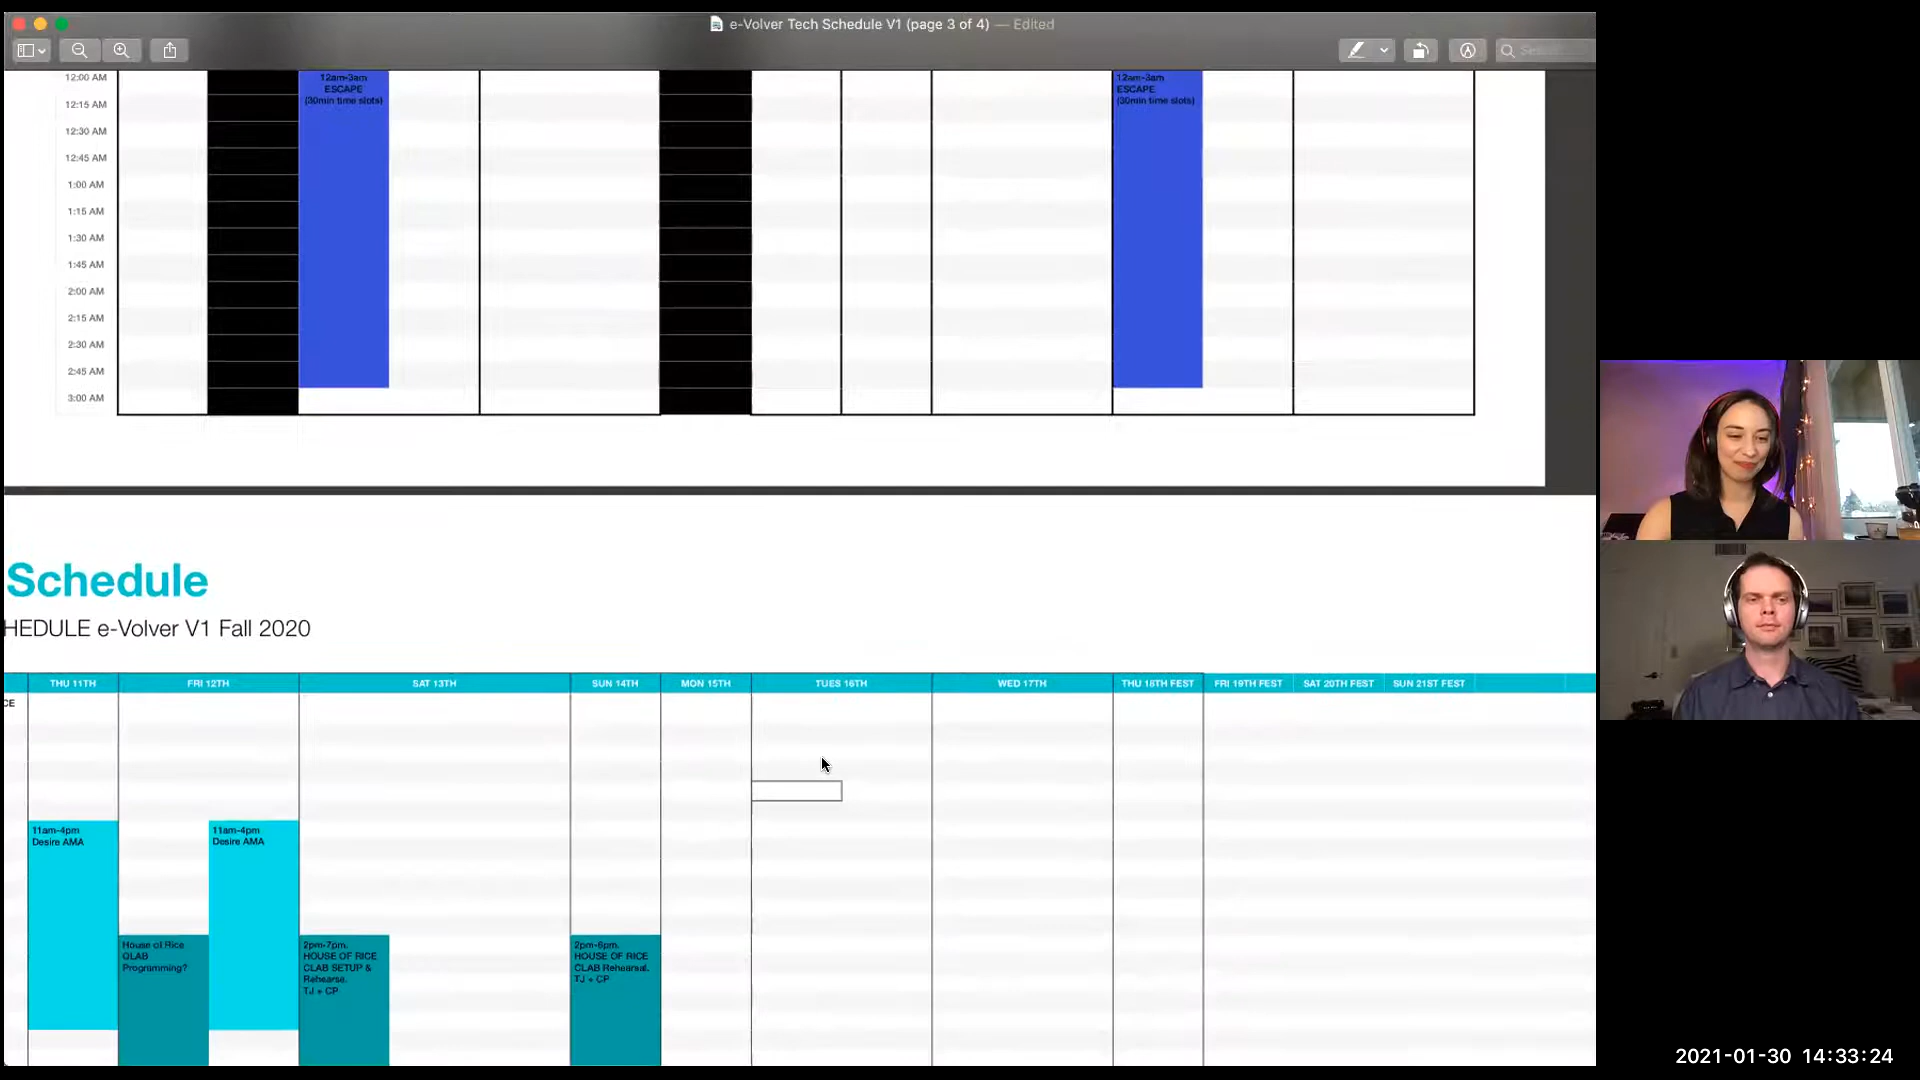 e-Volver Tech Schedule V1 (page 3 of 4) — Edited
12:00 AM
12:15 AM
12:30 AM
12:45 AM
1:00 AM
1:15 AM
1:30 AM
1:45 AM
2:00 AM
2:15 AM
2:30 AM
2:45 AM
3:00 AM
12am-3am
ESCAPE
(30min time slots)
12am-3am
ESCAPE
(30min time slots)
Schedule
HEDULE e-Volver V1 Fall 2020
THU 11TH FRI 12TH SAT 13TH SUN 14TH MON 15TH TUES 16TH WED 17TH THU 18TH FEST FRI 19TH FEST SAT 20TH FEST SUN 21ST FEST
CE
11am-4pm
Desire AMA
House of Rice
QLAB
Programming?
11am-4pm
Desire AMA
2pm-7pm.
HOUSE OF RICE
CLAB SETUP &
Rehearse.
TJ + CP
2pm-6pm.
HOUSE OF RICE
CLAB Rehearsal.
TJ + CP
2021-01-30 14:33:24